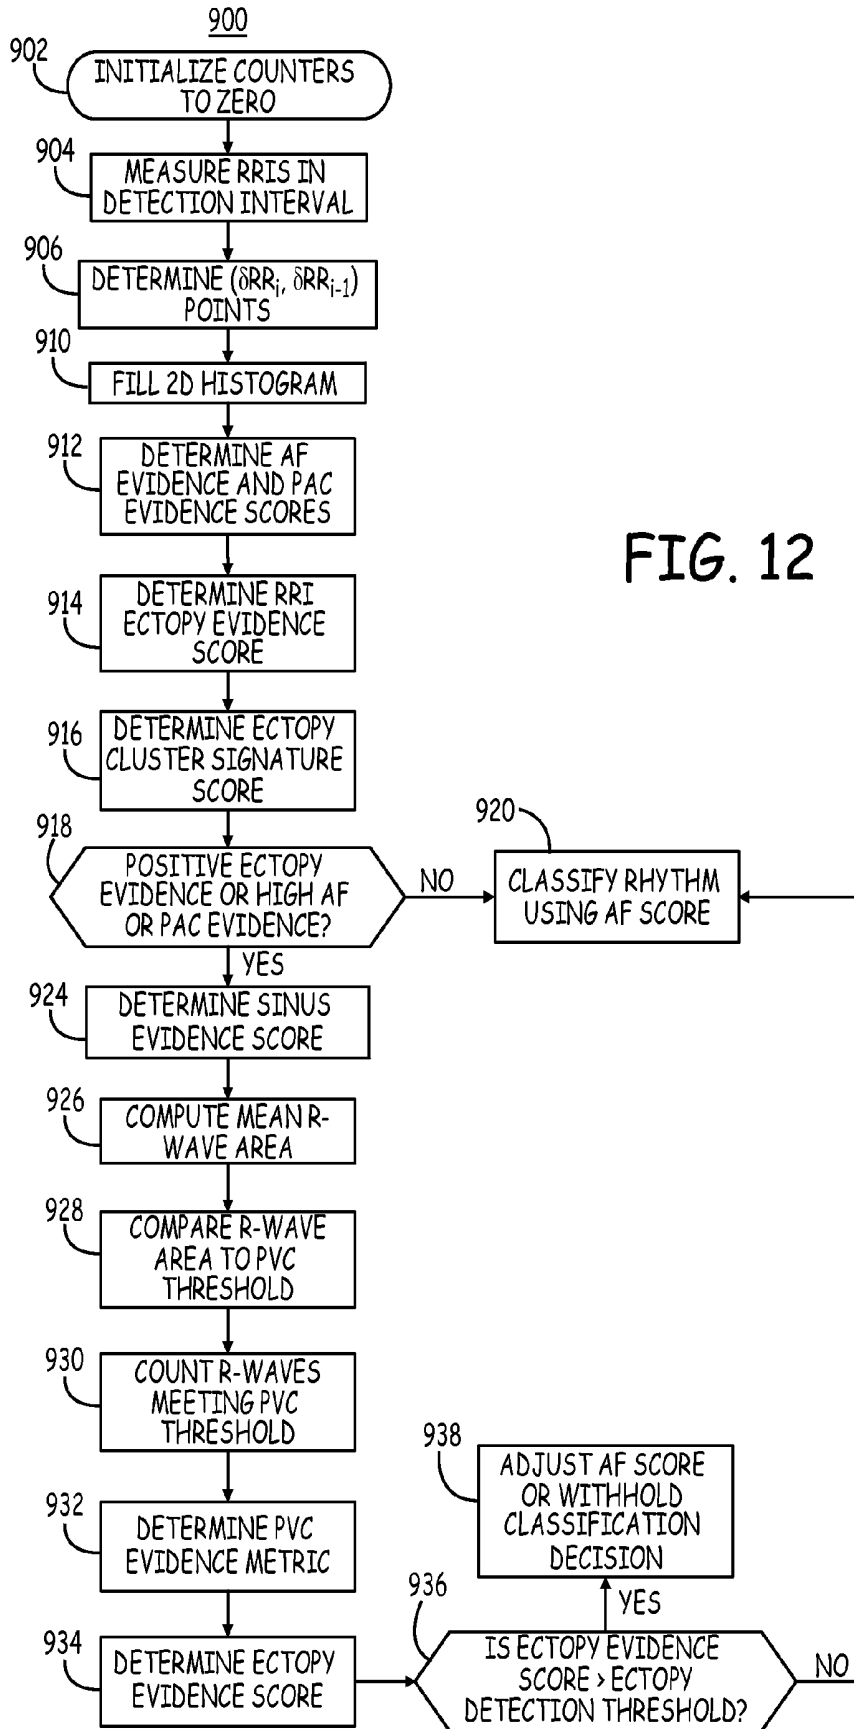 900
902
INITIALIZE COUNTERS
TO ZERO
904
MEASURE RRIS IN
DETECTION INTERVAL
906
DETERMINE (δRRi, δRRi-1)
POINTS
910
FILL 2D HISTOGRAM
912
DETERMINE AF
EVIDENCE AND PAC
EVIDENCE SCORES
FIG. 12
914
DETERMINE RRI
ECTOPY EVIDENCE
SCORE
916
DETERMINE ECTOPY
CLUSTER SIGNATURE
SCORE
918
POSITIVE ECTOPY
EVIDENCE OR HIGH AF
OR PAC EVIDENCE?
NO
YES
920
CLASSIFY RHYTHM
USING AF SCORE
924
DETERMINE SINUS
EVIDENCE SCORE
926
COMPUTE MEAN R-
WAVE AREA
928
COMPARE R-WAVE
AREA TO PVC
THRESHOLD
930
COUNT R-WAVES
MEETING PVC
THRESHOLD
932
DETERMINE PVC
EVIDENCE METRIC
934
DETERMINE ECTOPY
EVIDENCE SCORE
936
IS ECTOPY EVIDENCE
SCORE > ECTOPY
DETECTION THRESHOLD?
YES
NO
938
ADJUST AF SCORE
OR WITHHOLD
CLASSIFICATION
DECISION